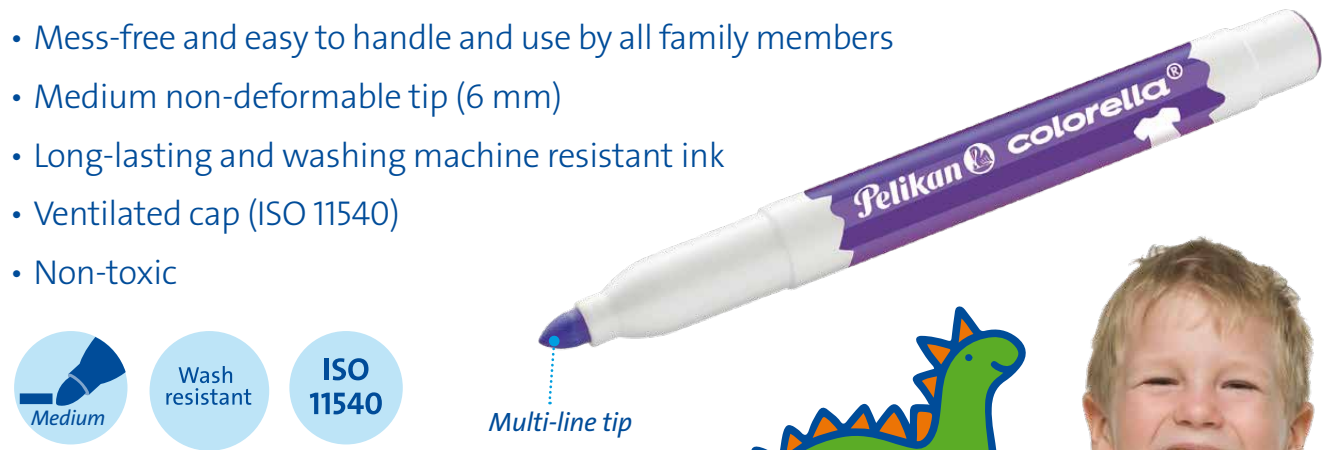 • Mess-free and easy to handle and use by all family members
• Medium non-deformable tip (6 mm)
• Long-lasting and washing machine resistant ink
• Ventilated cap (ISO 11540)
• Non-toxic
Pelikan colorella®
Medium
Wash
resistant
ISO
11540
Multi-line tip